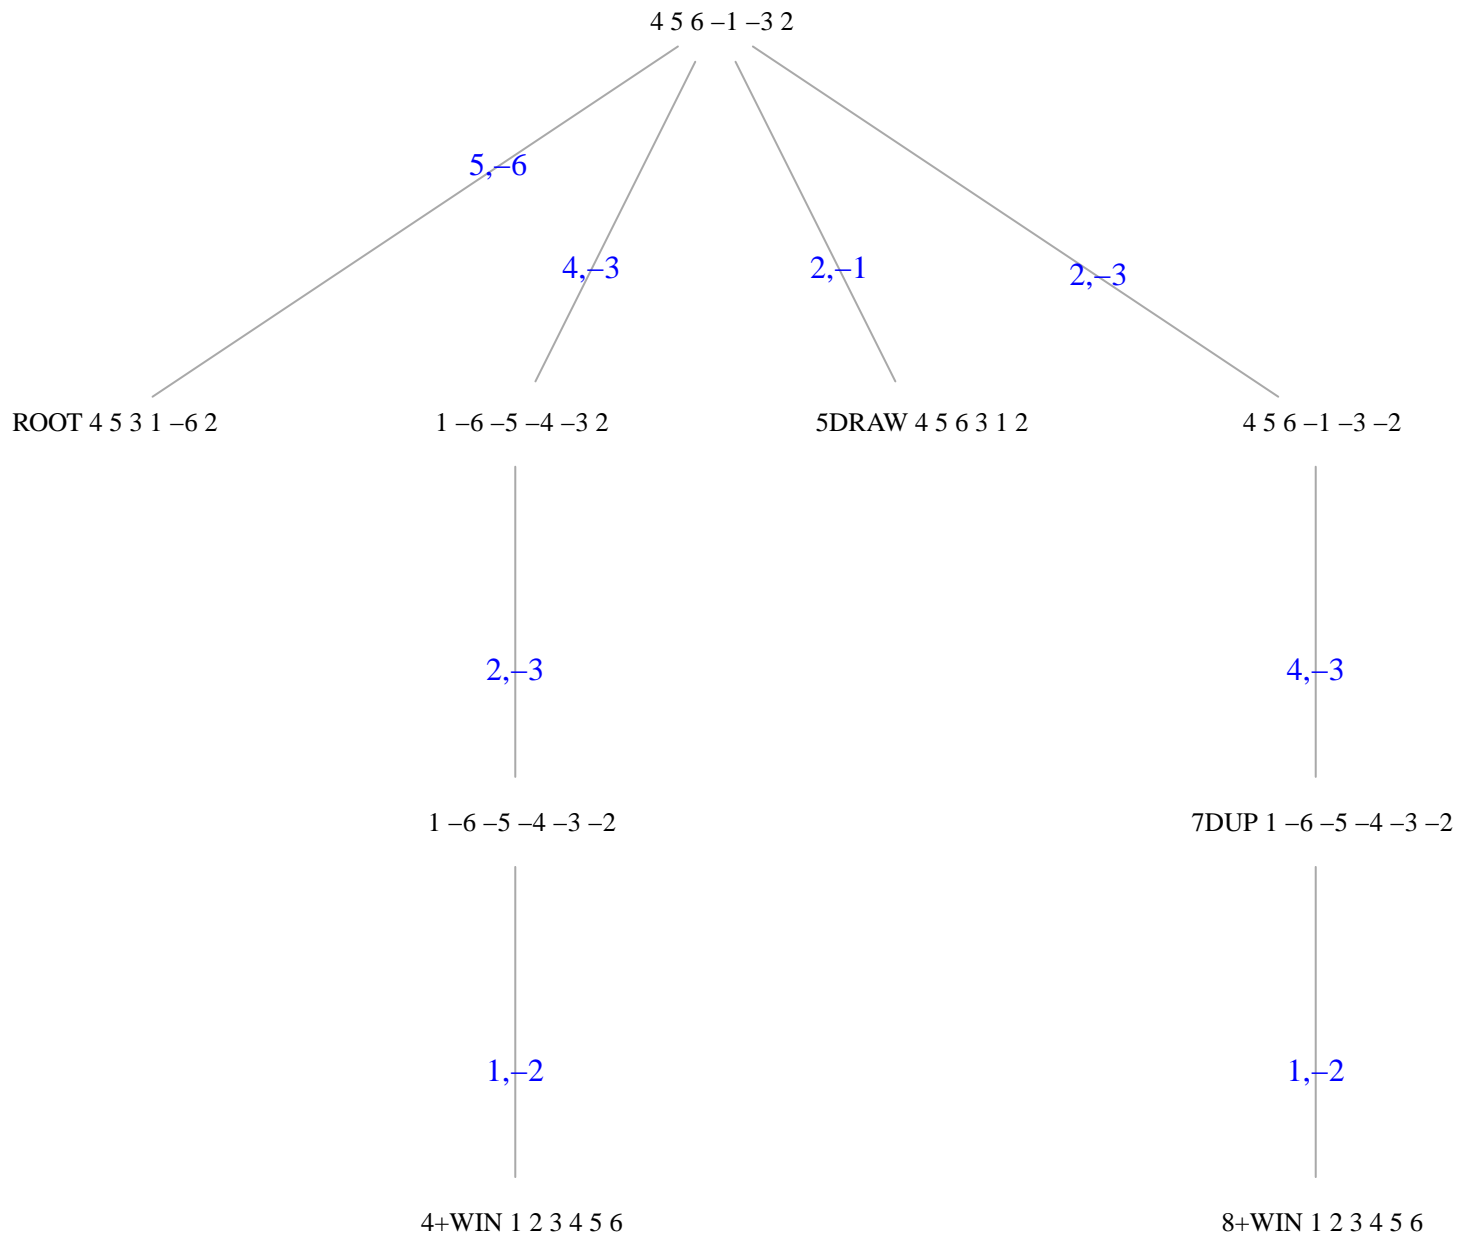 4 5 6 –1 –3 2
5,–6
4,–3
2,–1
2,–3
ROOT 4 5 3 1 –6 2
1 –6 –5 –4 –3 2
5DRAW 4 5 6 3 1 2
4 5 6 –1 –3 –2
2,–3
4,–3
1 –6 –5 –4 –3 –2
7DUP 1 –6 –5 –4 –3 –2
1,–2
1,–2
4+WIN 1 2 3 4 5 6
8+WIN 1 2 3 4 5 6